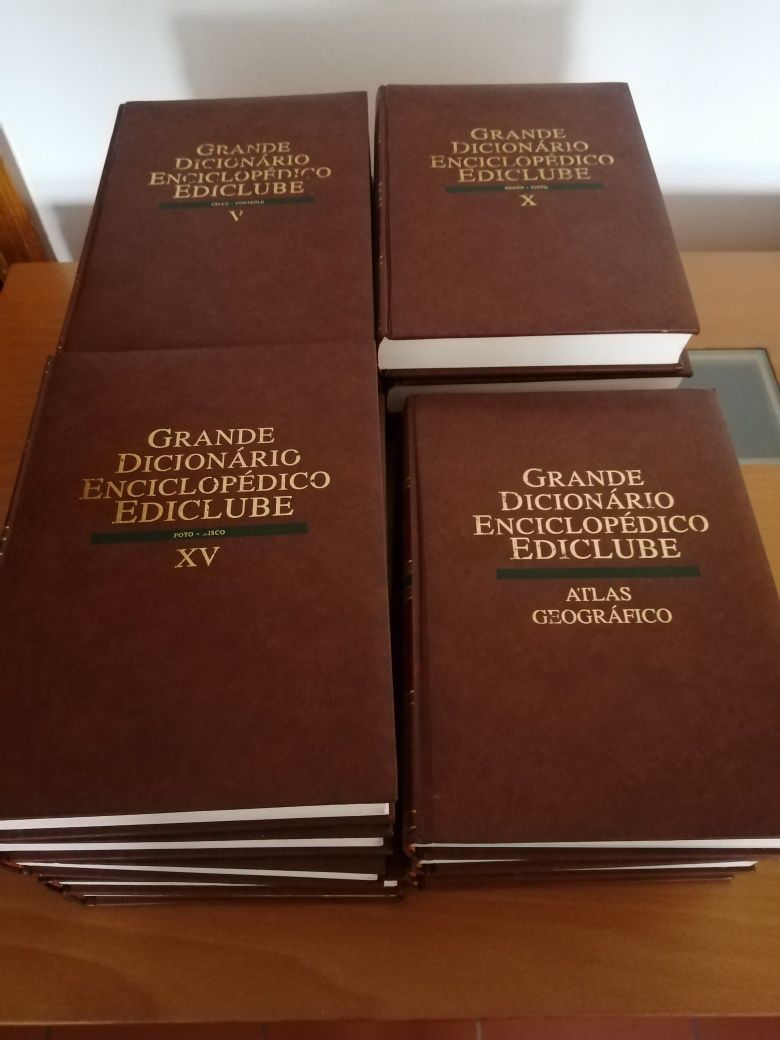 GRANDE
DICIONÁRIO
ENCICLOPÉDICO
EDICLUBE
V
GRANDE
DICIONÁRIO
ENCICLOPÉDICO
EDICLUBE
X
GRANDE
DICIONÁRIO
ENCICLOPÉDICO
EDICLUBE
XV
GRANDE
DICIONÁRIO
ENCICLOPÉDICO
EDICLUBE
ATLAS
GEOGRÁFICO